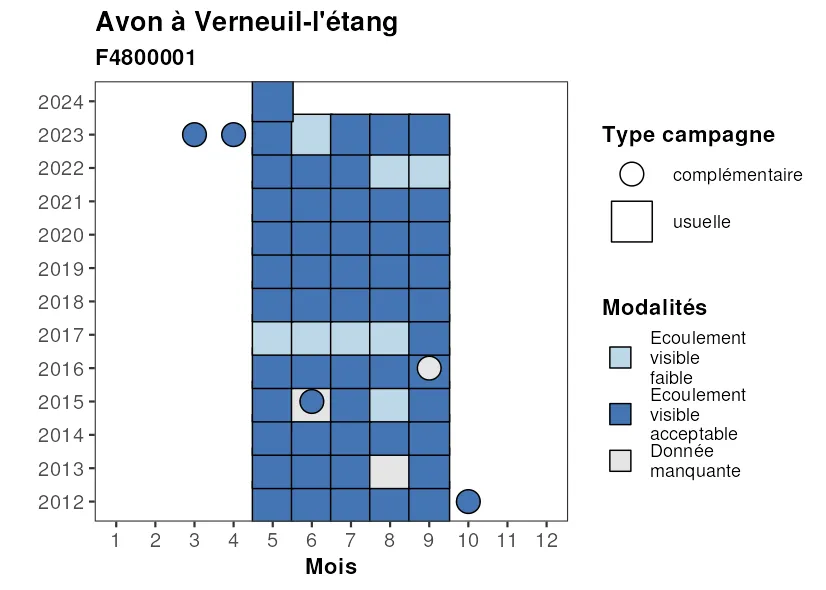 Avon à Verneuil-l'étang
F4800001
2024
2023
2022
2021
2020
2019
2018
2017
2016
2015
2014
2013
2012
1 2 3 4 5 6 7 8 9 10 11 12
Mois
Type campagne
complémentaire
usuelle
Modalités
Ecoulement
visible
faible
Ecoulement
visible
acceptable
Donnée
manquante